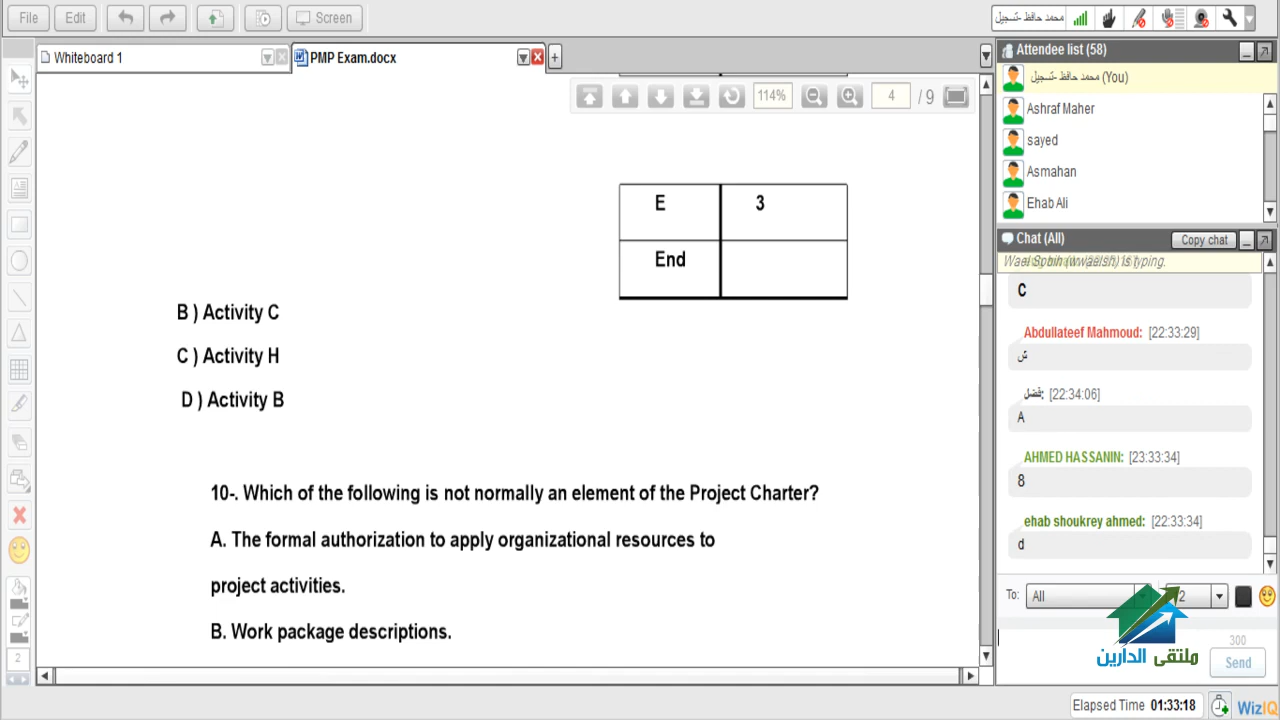 File
Edit
Screen
محمد حافظ -تسجيل
Whiteboard 1
PMP Exam.docx
+
114%
4
/ 9
E
3
End
B ) Activity C
C ) Activity H
D ) Activity B
10-. Which of the following is not normally an element of the Project Charter?
A. The formal authorization to apply organizational resources to
project activities.
B. Work package descriptions.
2
Attendee list (58)
محمد حافظ -تسجيل (You)
Ashraf Maher
sayed
Asmahan
Ehab Ali
Chat (All)
Copy chat
is typing.
C
Abdullateef Mahmoud: [22:33:29]
ش
فضل: [22:34:06]
A
AHMED HASSANIN: [23:33:34]
8
ehab shoukrey ahmed: [22:33:34]
d
To:
All
2
300
Send
ملتقى الدارين
Elapsed Time 01:33:18
WizIQ